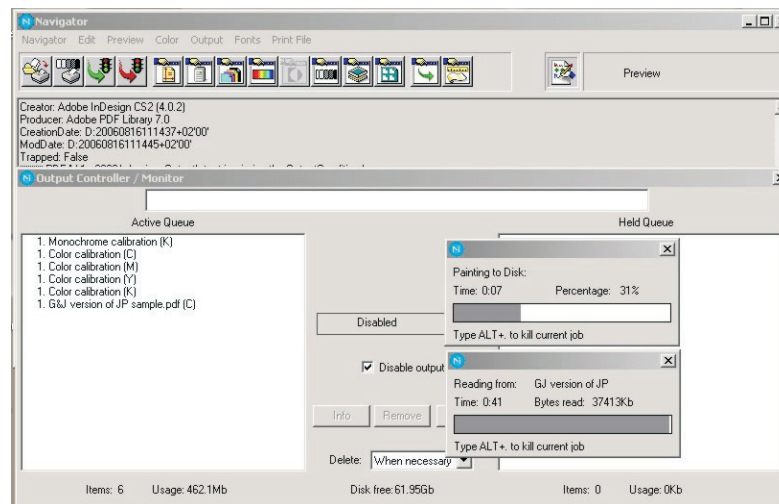 Navigator
Navigator Edit Preview Color Output Fonts Print File
Preview
Creator: Adobe InDesign CS2 (4.0.2)
Producer: Adobe PDF Library 7.0
CreationDate: D:20060816111437+02'00'
ModDate: D:20060816111445+02'00'
Trapped: False
Output Controller / Monitor
Active Queue
Held Queue
1. Monochrome calibration (K)
1. Color calibration (C)
1. Color calibration (M)
1. Color calibration (Y)
1. Color calibration (K)
1. G&J version of JP sample.pdf (C)
Disabled
Disable output
Info Remove
Delete: When necessary
Painting to Disk:
Time: 0:07 Percentage: 31%
Type ALT+. to kill current job
Reading from: GJ version of JP
Time: 0:41 Bytes read: 37413Kb
Type ALT+. to kill current job
Items: 6 Usage: 462.1Mb Disk free: 61.95Gb Items: 0 Usage: 0Kb